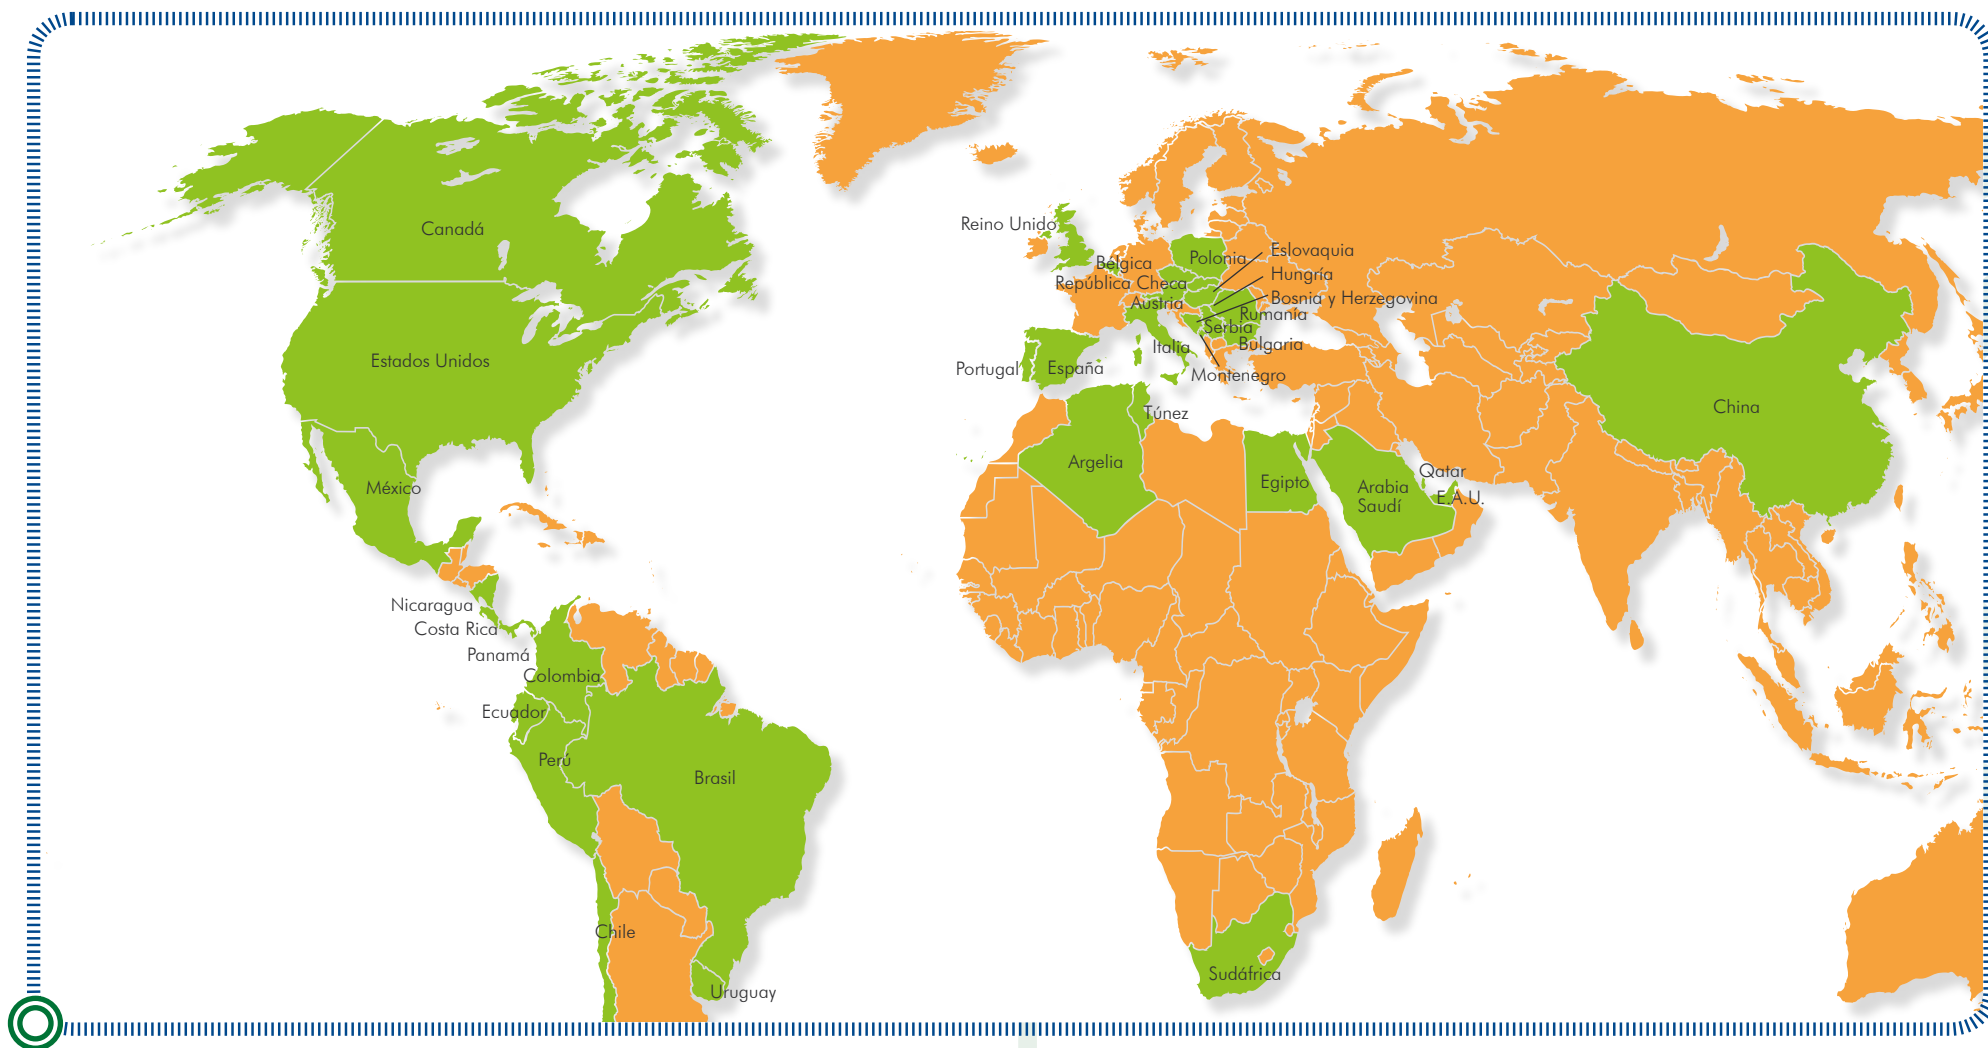 Canadá
Estados Unidos
México
Nicaragua
Costa Rica
Panamá
Colombia
Ecuador
Perú
Brasil
Chile
Uruguay
Reino Unido
Bélgica
República Checa
Austria
Polonia
Eslovaquia
Hungría
Bosnia y Herzegovina
Rumanía
Serbia
Bulgaria
Italia
Montenegro
Portugal
España
Túnez
Argelia
Egipto
Arabia
Saudí
Qatar
E.A.U.
China
Sudáfrica